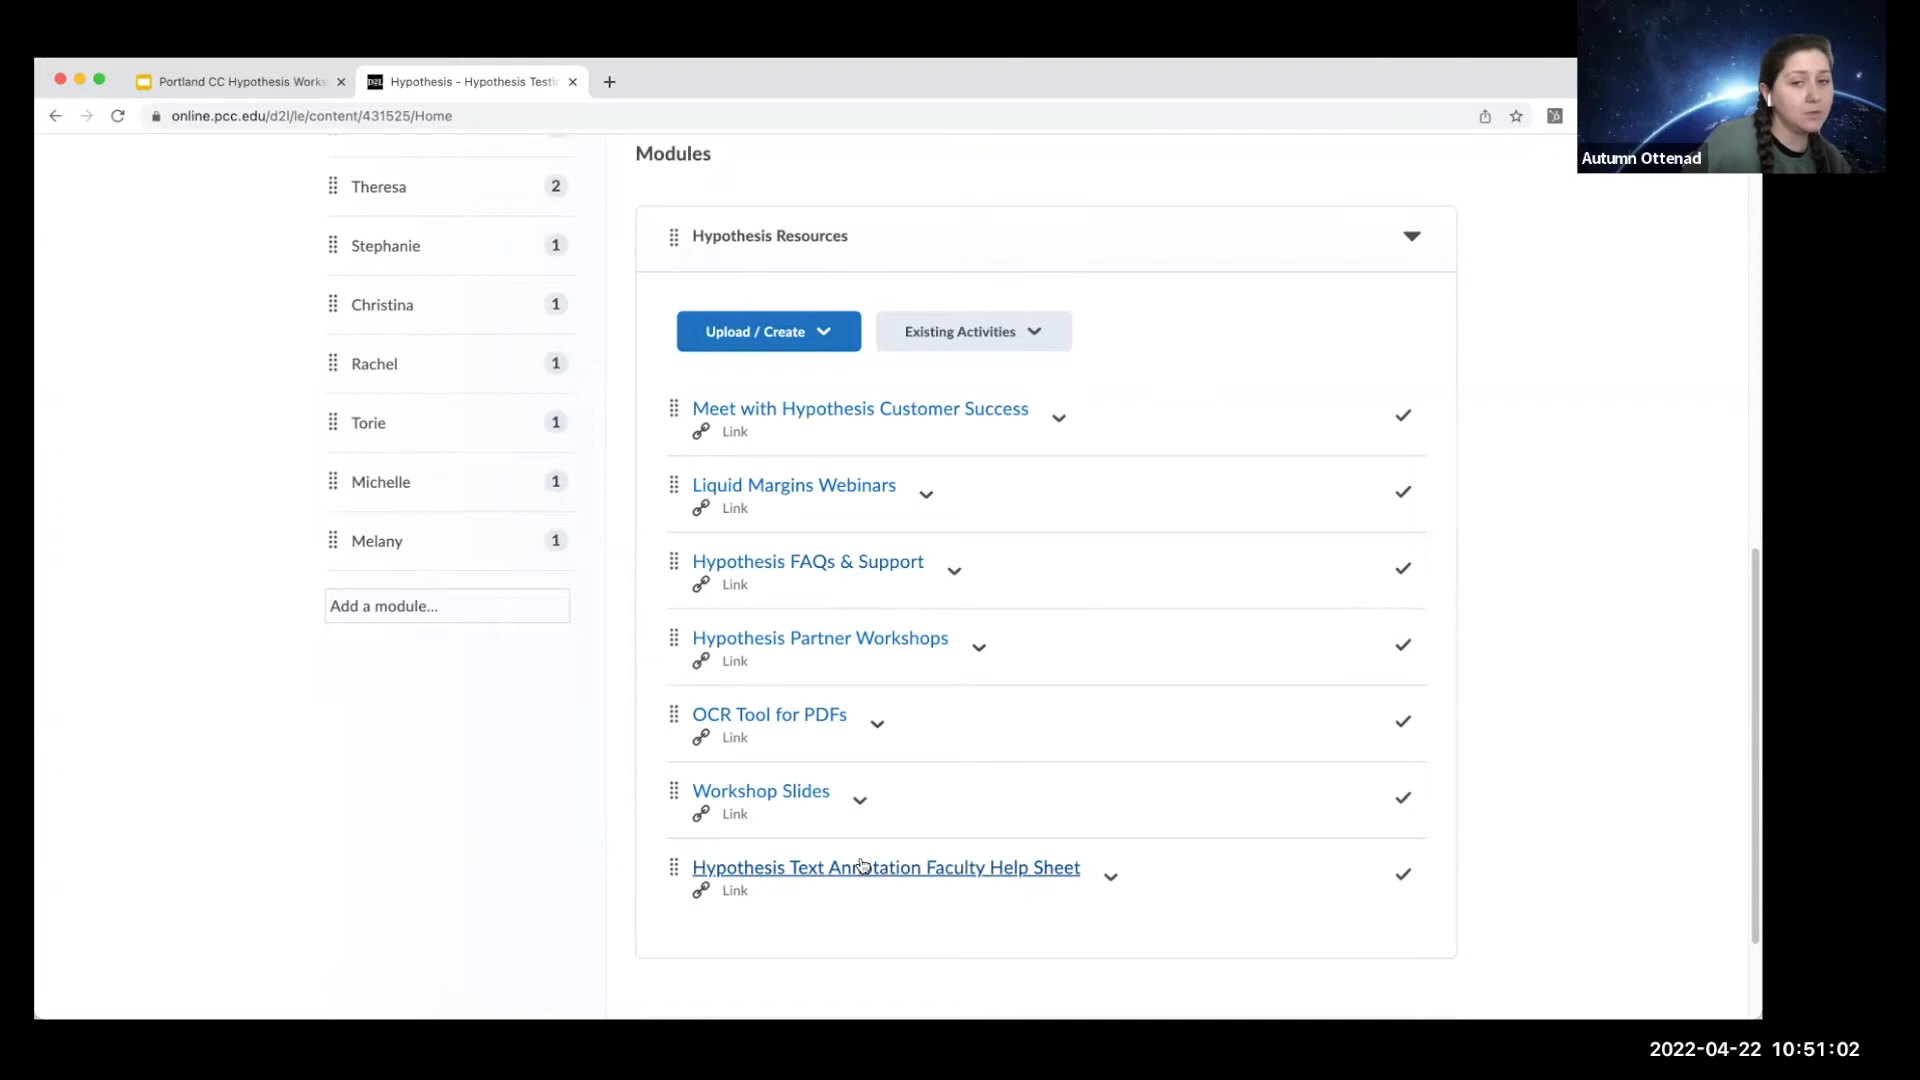 Portland CC Hypothesis Works
Hypothesis - Hypothesis Testin
online.pcc.edu/d2l/le/content/431525/Home
Autumn Ottenad
Modules
Theresa 2
Stephanie 1
Christina 1
Rachel 1
Torie 1
Michelle 1
Melany 1
Add a module...
Hypothesis Resources
Upload / Create
Existing Activities
Meet with Hypothesis Customer Success
Link
Liquid Margins Webinars
Link
Hypothesis FAQs & Support
Link
Hypothesis Partner Workshops
Link
OCR Tool for PDFs
Link
Workshop Slides
Link
Hypothesis Text Annotation Faculty Help Sheet
Link
2022-04-22 10:51:02